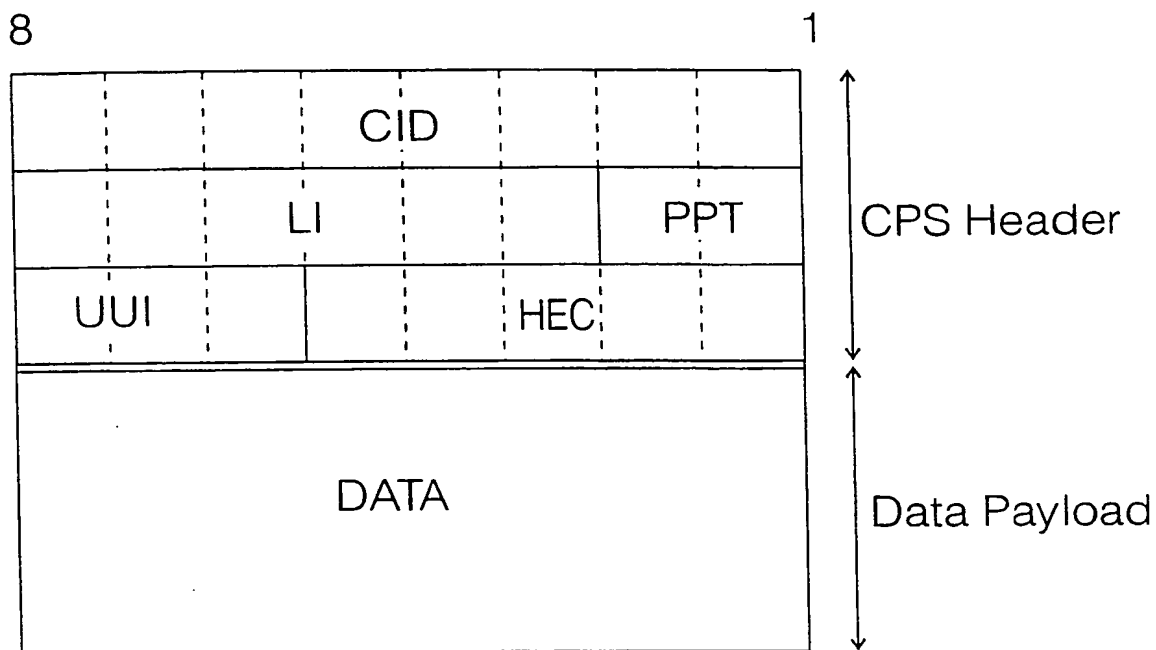 8 1
CID
LI PPT
CPS Header
UUI HEC
DATA
Data Payload